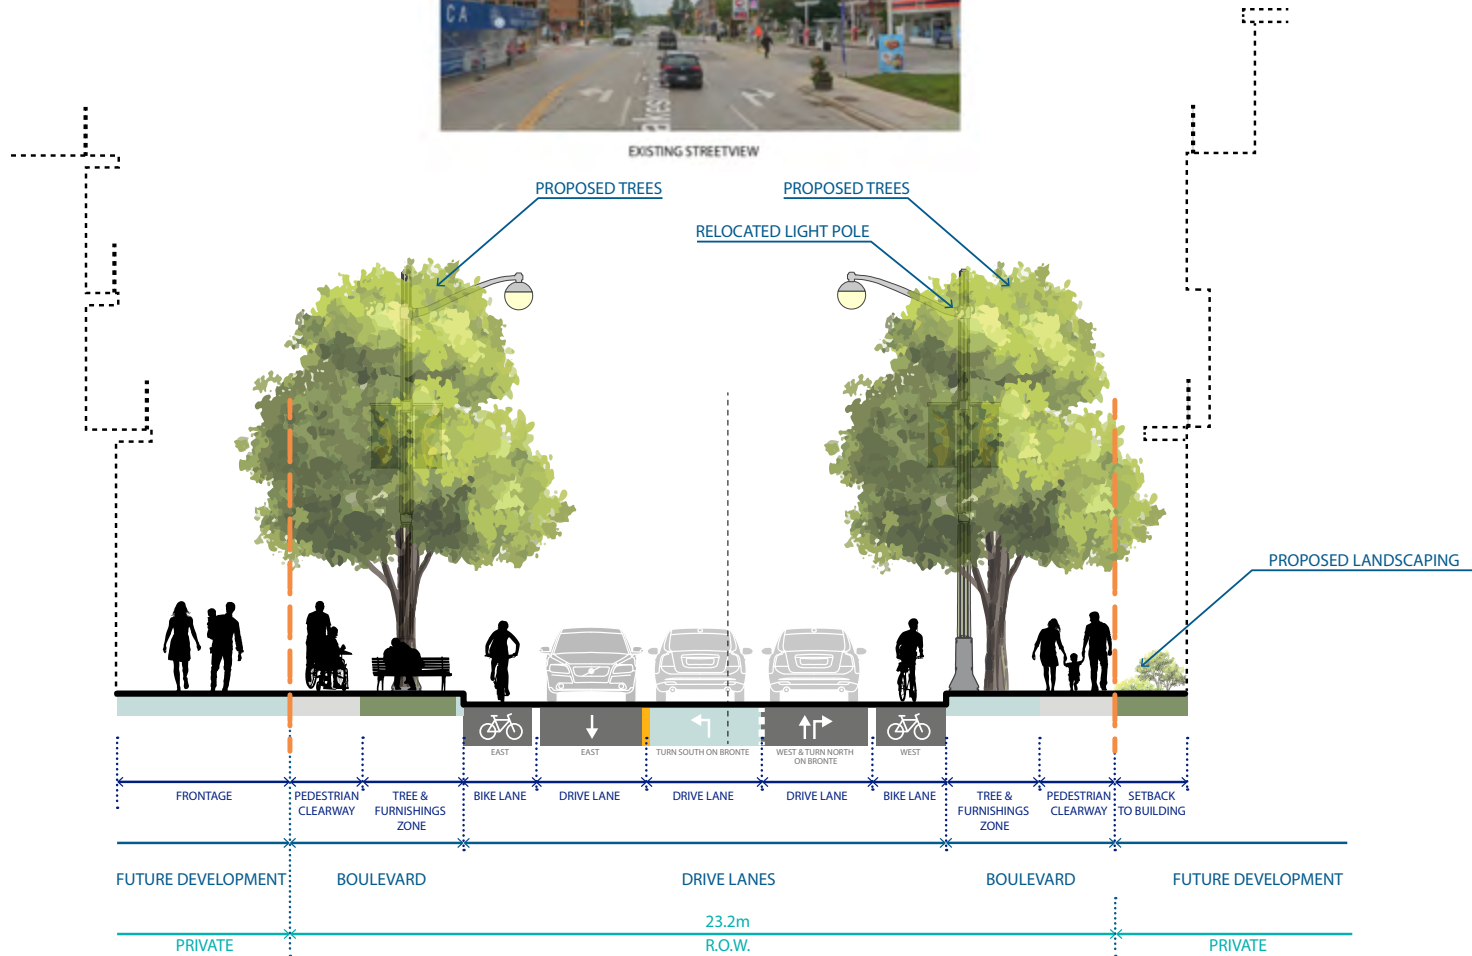 CA
EXISTING STREETVIEW
PROPOSED TREES
PROPOSED TREES
RELOCATED LIGHT POLE
PROPOSED LANDSCAPING
EAST
EAST
TURN SOUTH ON BRONTE
WEST & TURN NORTH
ON BRONTE
WEST
FRONTAGE
PEDESTRIAN
CLEARWAY
TREE &
FURNISHINGS
ZONE
BIKE LANE
DRIVE LANE
DRIVE LANE
DRIVE LANE
BIKE LANE
TREE &
FURNISHINGS
ZONE
PEDESTRIAN
CLEARWAY
SETBACK
TO BUILDING
FUTURE DEVELOPMENT
BOULEVARD
DRIVE LANES
BOULEVARD
FUTURE DEVELOPMENT
23.2m
PRIVATE
R.O.W.
PRIVATE